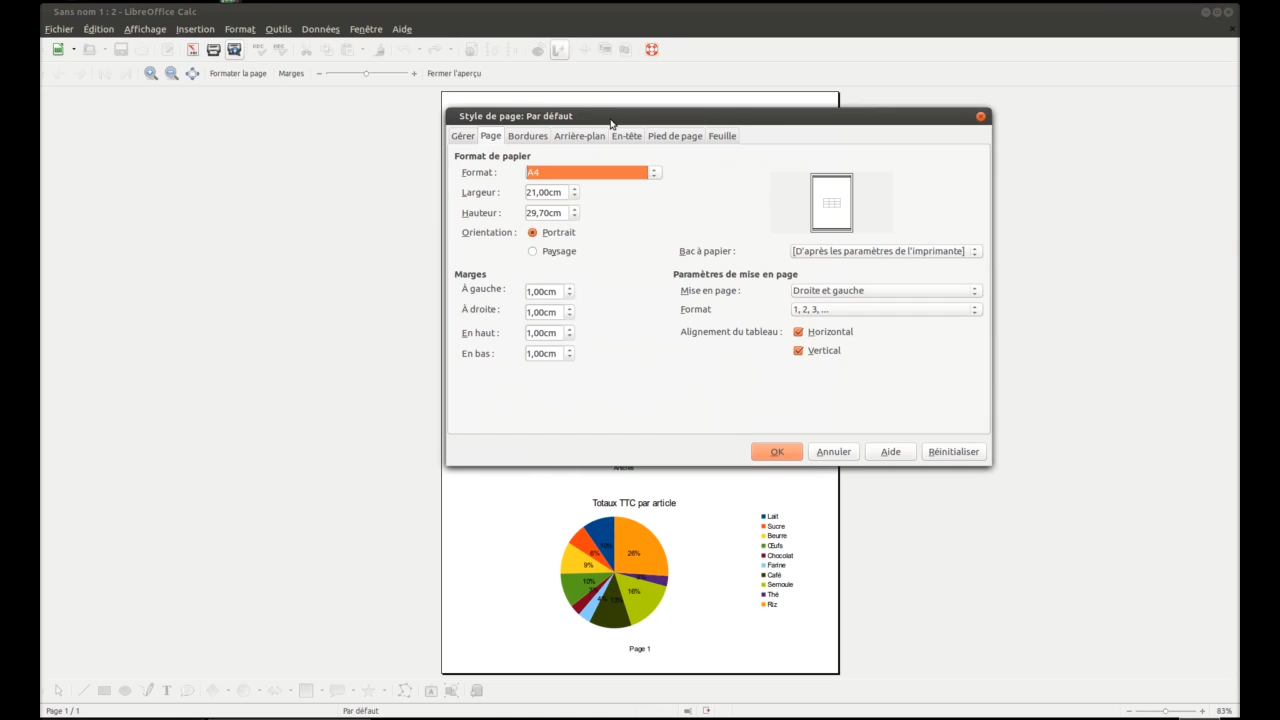 Sans nom 1 : 2 - LibreOffice Calc
Fichier Édition Affichage Insertion Format Outils Données Fenêtre Aide
Formater la page Marges Fermer l'aperçu
Style de page: Par défaut
Gérer Page Bordures Arrière-plan En-tête Pied de page Feuille
Format de papier
Format : A4
Largeur : 21,00cm
Hauteur : 29,70cm
Orientation : Portrait
Paysage
Bac à papier : [D'après les paramètres de l'imprimante]
Marges
Paramètres de mise en page
À gauche : 1,00cm
Mise en page : Droite et gauche
À droite : 1,00cm
Format 1, 2, 3, ...
En haut : 1,00cm
Alignement du tableau : Horizontal
En bas : 1,00cm
Vertical
OK Annuler Aide Réinitialiser
Articles
Totaux TTC par article
26%
16%
13%
4%
10%
9%
8%
10%
Lait
Sucre
Beurre
Œufs
Chocolat
Farine
Café
Semoule
Thé
Riz
Page 1
Page 1 / 1 Par défaut 83%